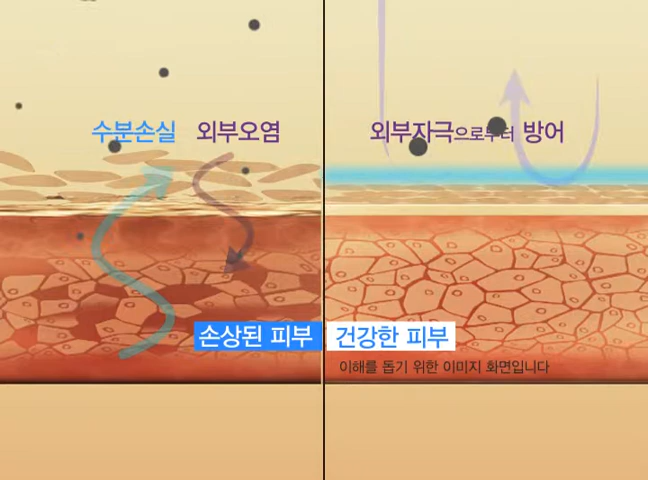 수분손실 외부오염
외부자극으로부터 방어
손상된 피부
건강한 피부
이해를 돕기 위한 이미지 화면입니다